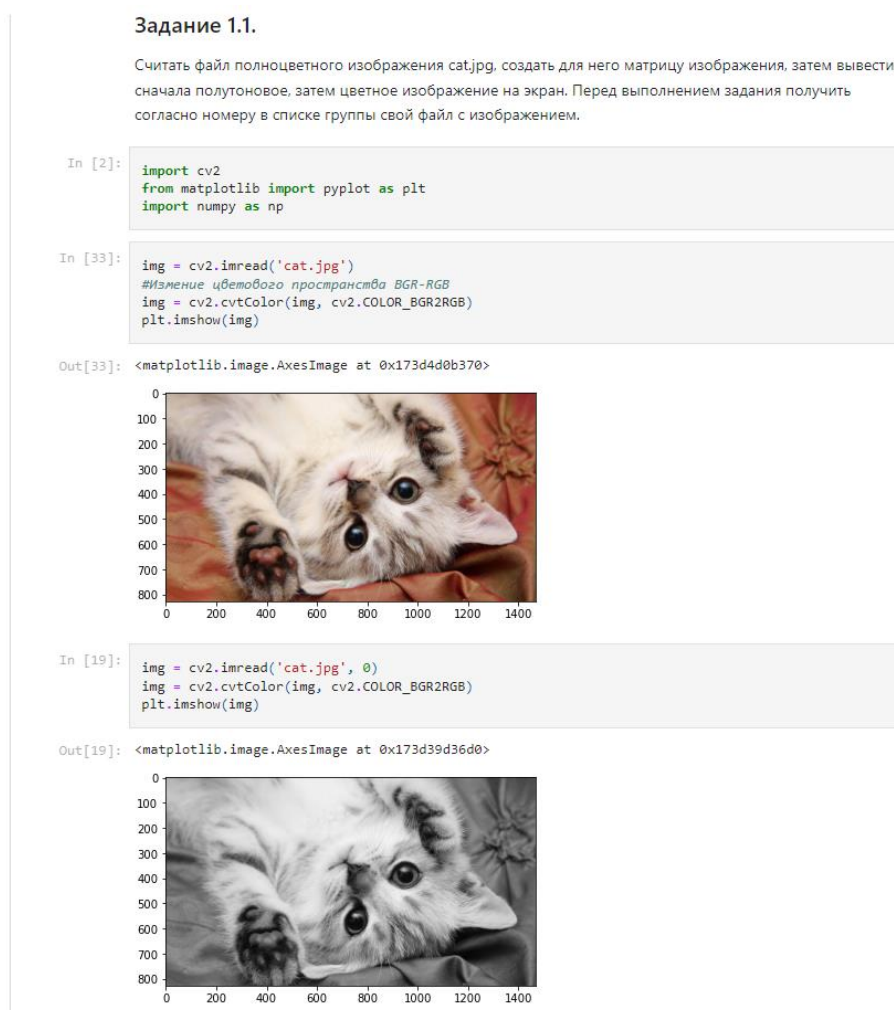 Задание 1.1.
Считать файл полноцветного изображения cat.jpg, создать для него матрицу изображения, затем вывести
сначала полутоновое, затем цветное изображение на экран. Перед выполнением задания получить
согласно номеру в списке группы свой файл с изображением.
In [2]:
import cv2
from matplotlib import pyplot as plt
import numpy as np
In [33]:
img = cv2.imread('cat.jpg')
#Измение цветового пространства BGR-RGB
img = cv2.cvtColor(img, cv2.COLOR_BGR2RGB)
plt.imshow(img)
Out[33]: <matplotlib.image.AxesImage at 0x173d4d0b370>
0
100
200
300
400
500
600
700
800
0 200 400 600 800 1000 1200 1400
In [19]:
img = cv2.imread('cat.jpg', 0)
img = cv2.cvtColor(img, cv2.COLOR_BGR2RGB)
plt.imshow(img)
Out[19]: <matplotlib.image.AxesImage at 0x173d39d36d0>
0
100
200
300
400
500
600
700
800
0 200 400 600 800 1000 1200 1400